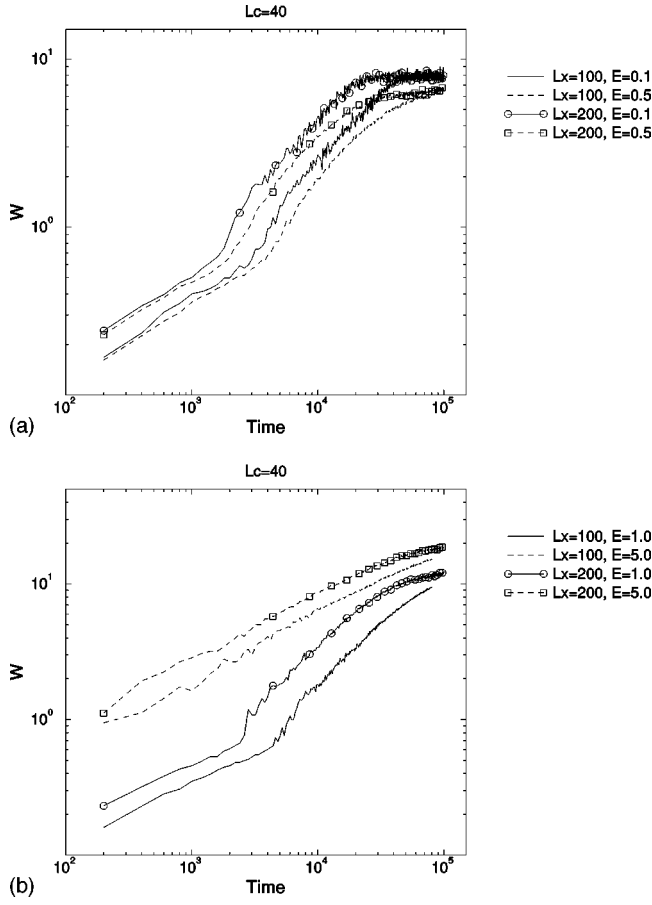 Lc=40
10^1
10^0
W
10^2
10^3
10^4
10^5
Time
(a)
Lx=100, E=0.1
Lx=100, E=0.5
Lx=200, E=0.1
Lx=200, E=0.5
Lc=40
10^1
10^0
W
10^2
10^3
10^4
10^5
Time
(b)
Lx=100, E=1.0
Lx=100, E=5.0
Lx=200, E=1.0
Lx=200, E=5.0